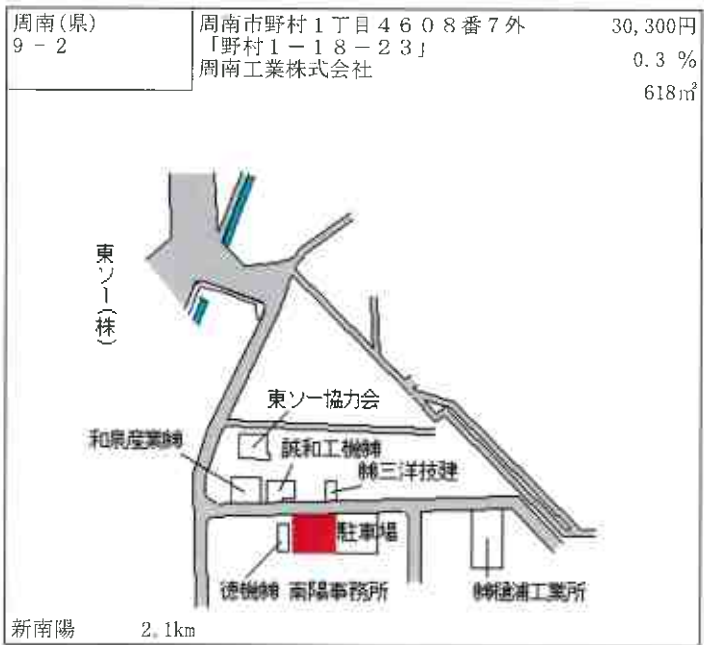 周南(県)
9－2
周南市野村1丁目4608番7外
「野村1－18－23」
周南工業株式会社
30,300円
0.3 %
618㎡
東ソー(株)
東ソー協力会
和泉産業㈱
誠和工機㈱
㈱三洋技建
駐車場
徳機㈱ 南陽事務所
㈱樋浦工業所
新南陽 2.1km